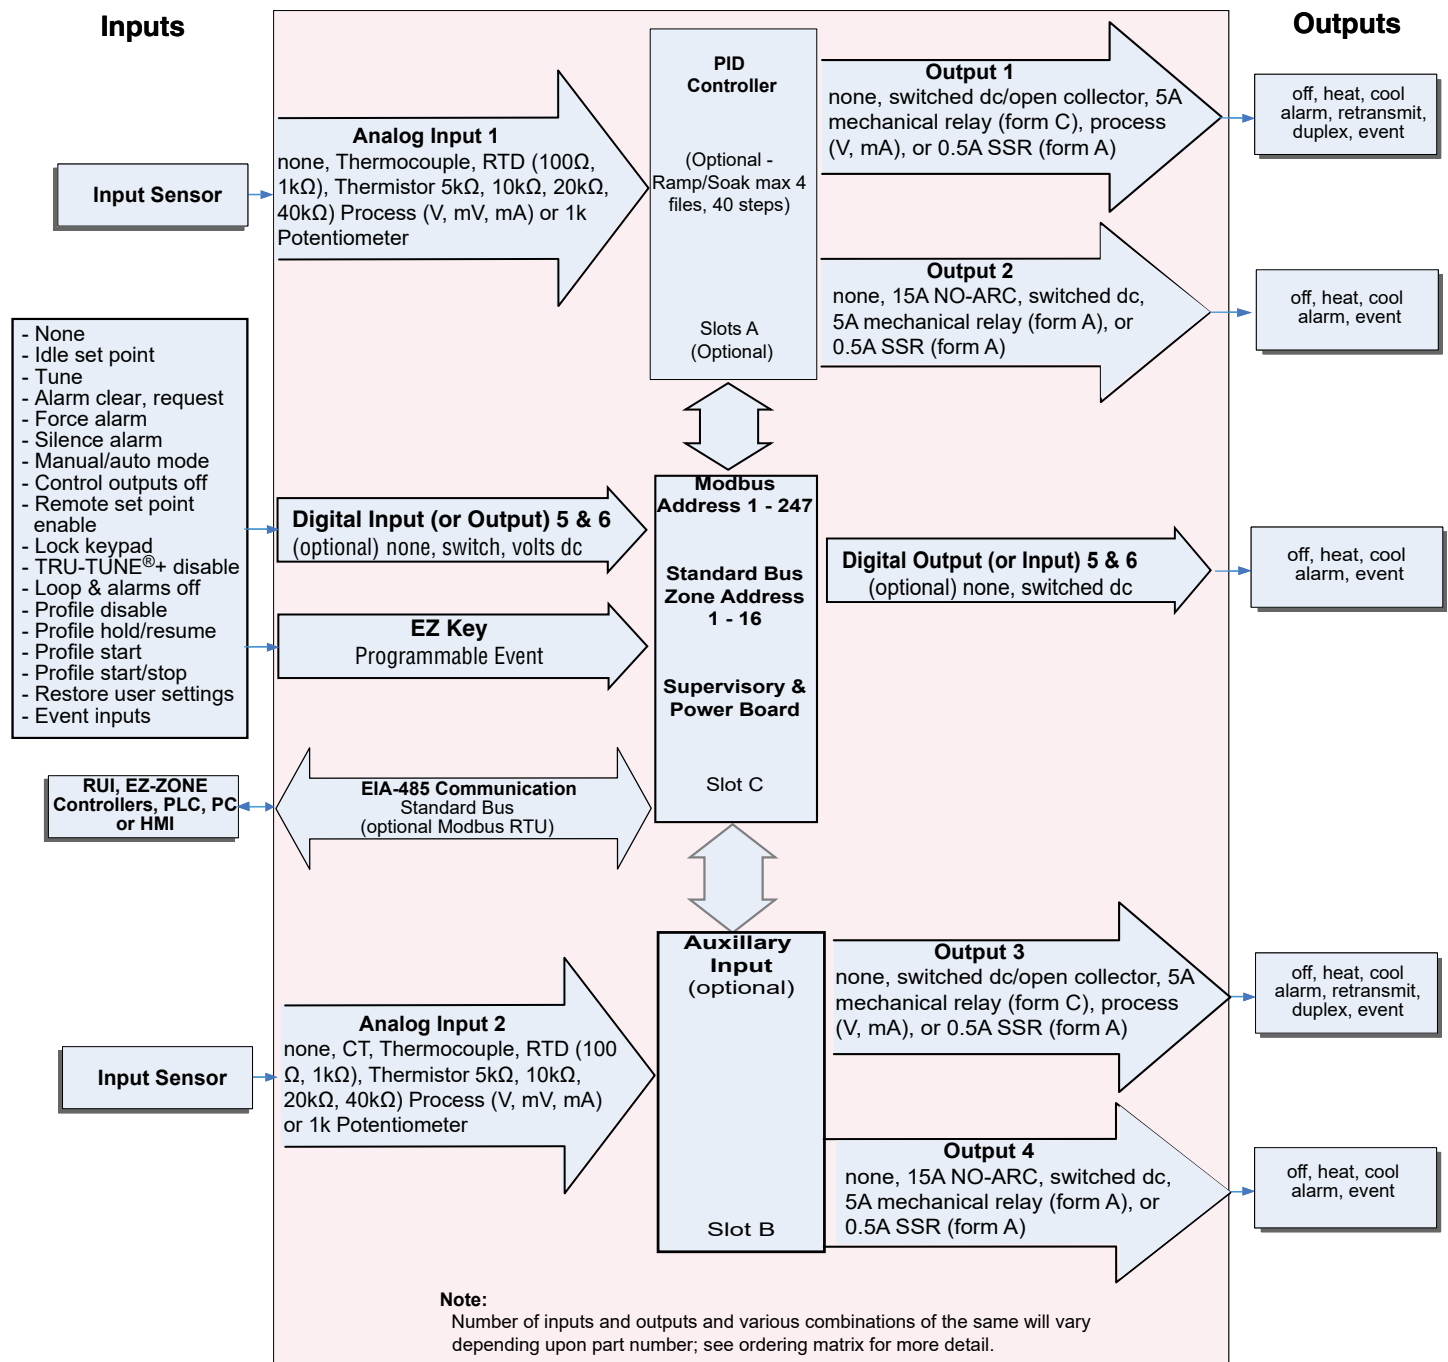 Inputs
Outputs
PID
Controller
(Optional -
Ramp/Soak max 4
files, 40 steps)
Slots A
(Optional)
Analog Input 1
none, Thermocouple, RTD (100Ω,
1kΩ), Thermistor 5kΩ, 10kΩ, 20kΩ,
40kΩ) Process (V, mV, mA) or 1k
Potentiometer
Input Sensor
Output 1
none, switched dc/open collector, 5A
mechanical relay (form C), process
(V, mA), or 0.5A SSR (form A)
off, heat, cool
alarm, retransmit,
duplex, event
Output 2
none, 15A NO-ARC, switched dc,
5A mechanical relay (form A), or
0.5A SSR (form A)
off, heat, cool
alarm, event
- None
- Idle set point
- Tune
- Alarm clear, request
- Force alarm
- Silence alarm
- Manual/auto mode
- Control outputs off
- Remote set point
enable
- Lock keypad
- TRU-TUNE®+ disable
- Loop & alarms off
- Profile disable
- Profile hold/resume
- Profile start
- Profile start/stop
- Restore user settings
- Event inputs
Digital Input (or Output) 5 & 6
(optional) none, switch, volts dc
EZ Key
Programmable Event
Modbus
Address 1 - 247
Standard Bus
Zone Address
1 - 16
Supervisory &
Power Board
Slot C
Digital Output (or Input) 5 & 6
(optional) none, switched dc
off, heat, cool
alarm, event
RUI, EZ-ZONE
Controllers, PLC, PC
or HMI
EIA-485 Communication
Standard Bus
(optional Modbus RTU)
Auxillary
Input
(optional)
Slot B
Analog Input 2
none, CT, Thermocouple, RTD (100
Ω, 1kΩ), Thermistor 5kΩ, 10kΩ,
20kΩ, 40kΩ) Process (V, mV, mA)
or 1k Potentiometer
Input Sensor
Output 3
none, switched dc/open collector, 5A
mechanical relay (form C), process
(V, mA), or 0.5A SSR (form A)
off, heat, cool
alarm, retransmit,
duplex, event
Output 4
none, 15A NO-ARC, switched dc,
5A mechanical relay (form A), or
0.5A SSR (form A)
off, heat, cool
alarm, event
Note:
Number of inputs and outputs and various combinations of the same will vary
depending upon part number; see ordering matrix for more detail.